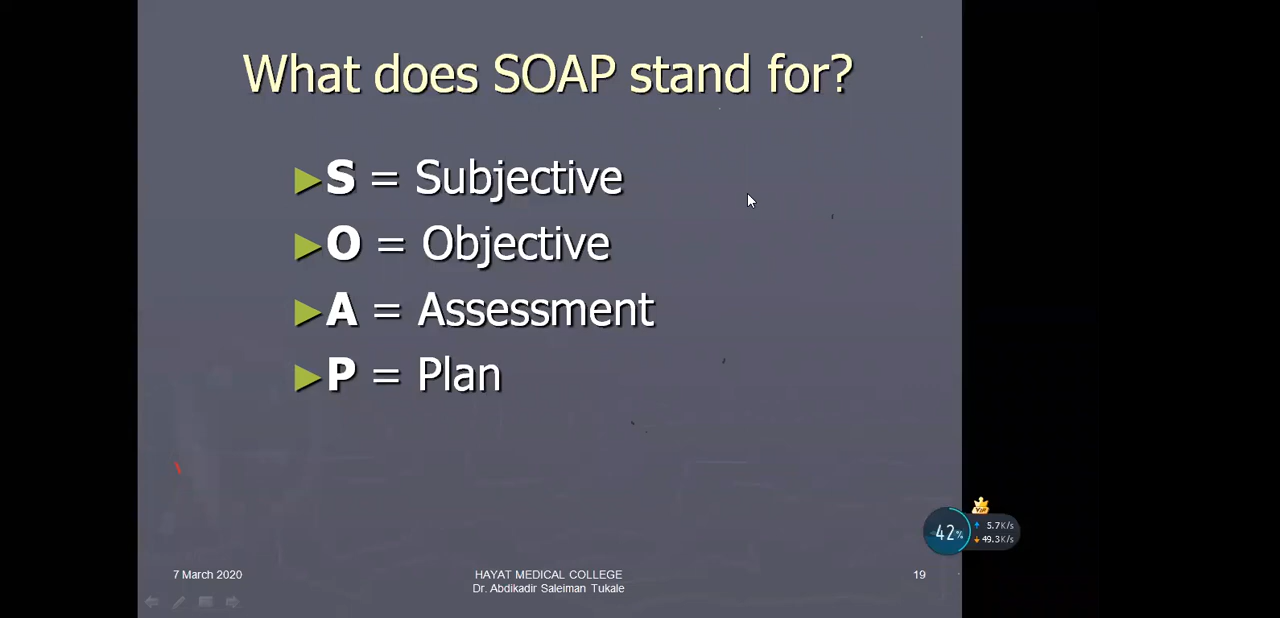 What does SOAP stand for?
►S = Subjective
►O = Objective
►A = Assessment
►P = Plan
VIP
42%
5.7K/s
49.3K/s
7 March 2020
HAYAT MEDICAL COLLEGE
Dr. Abdikadir Saleiman Tukale
19